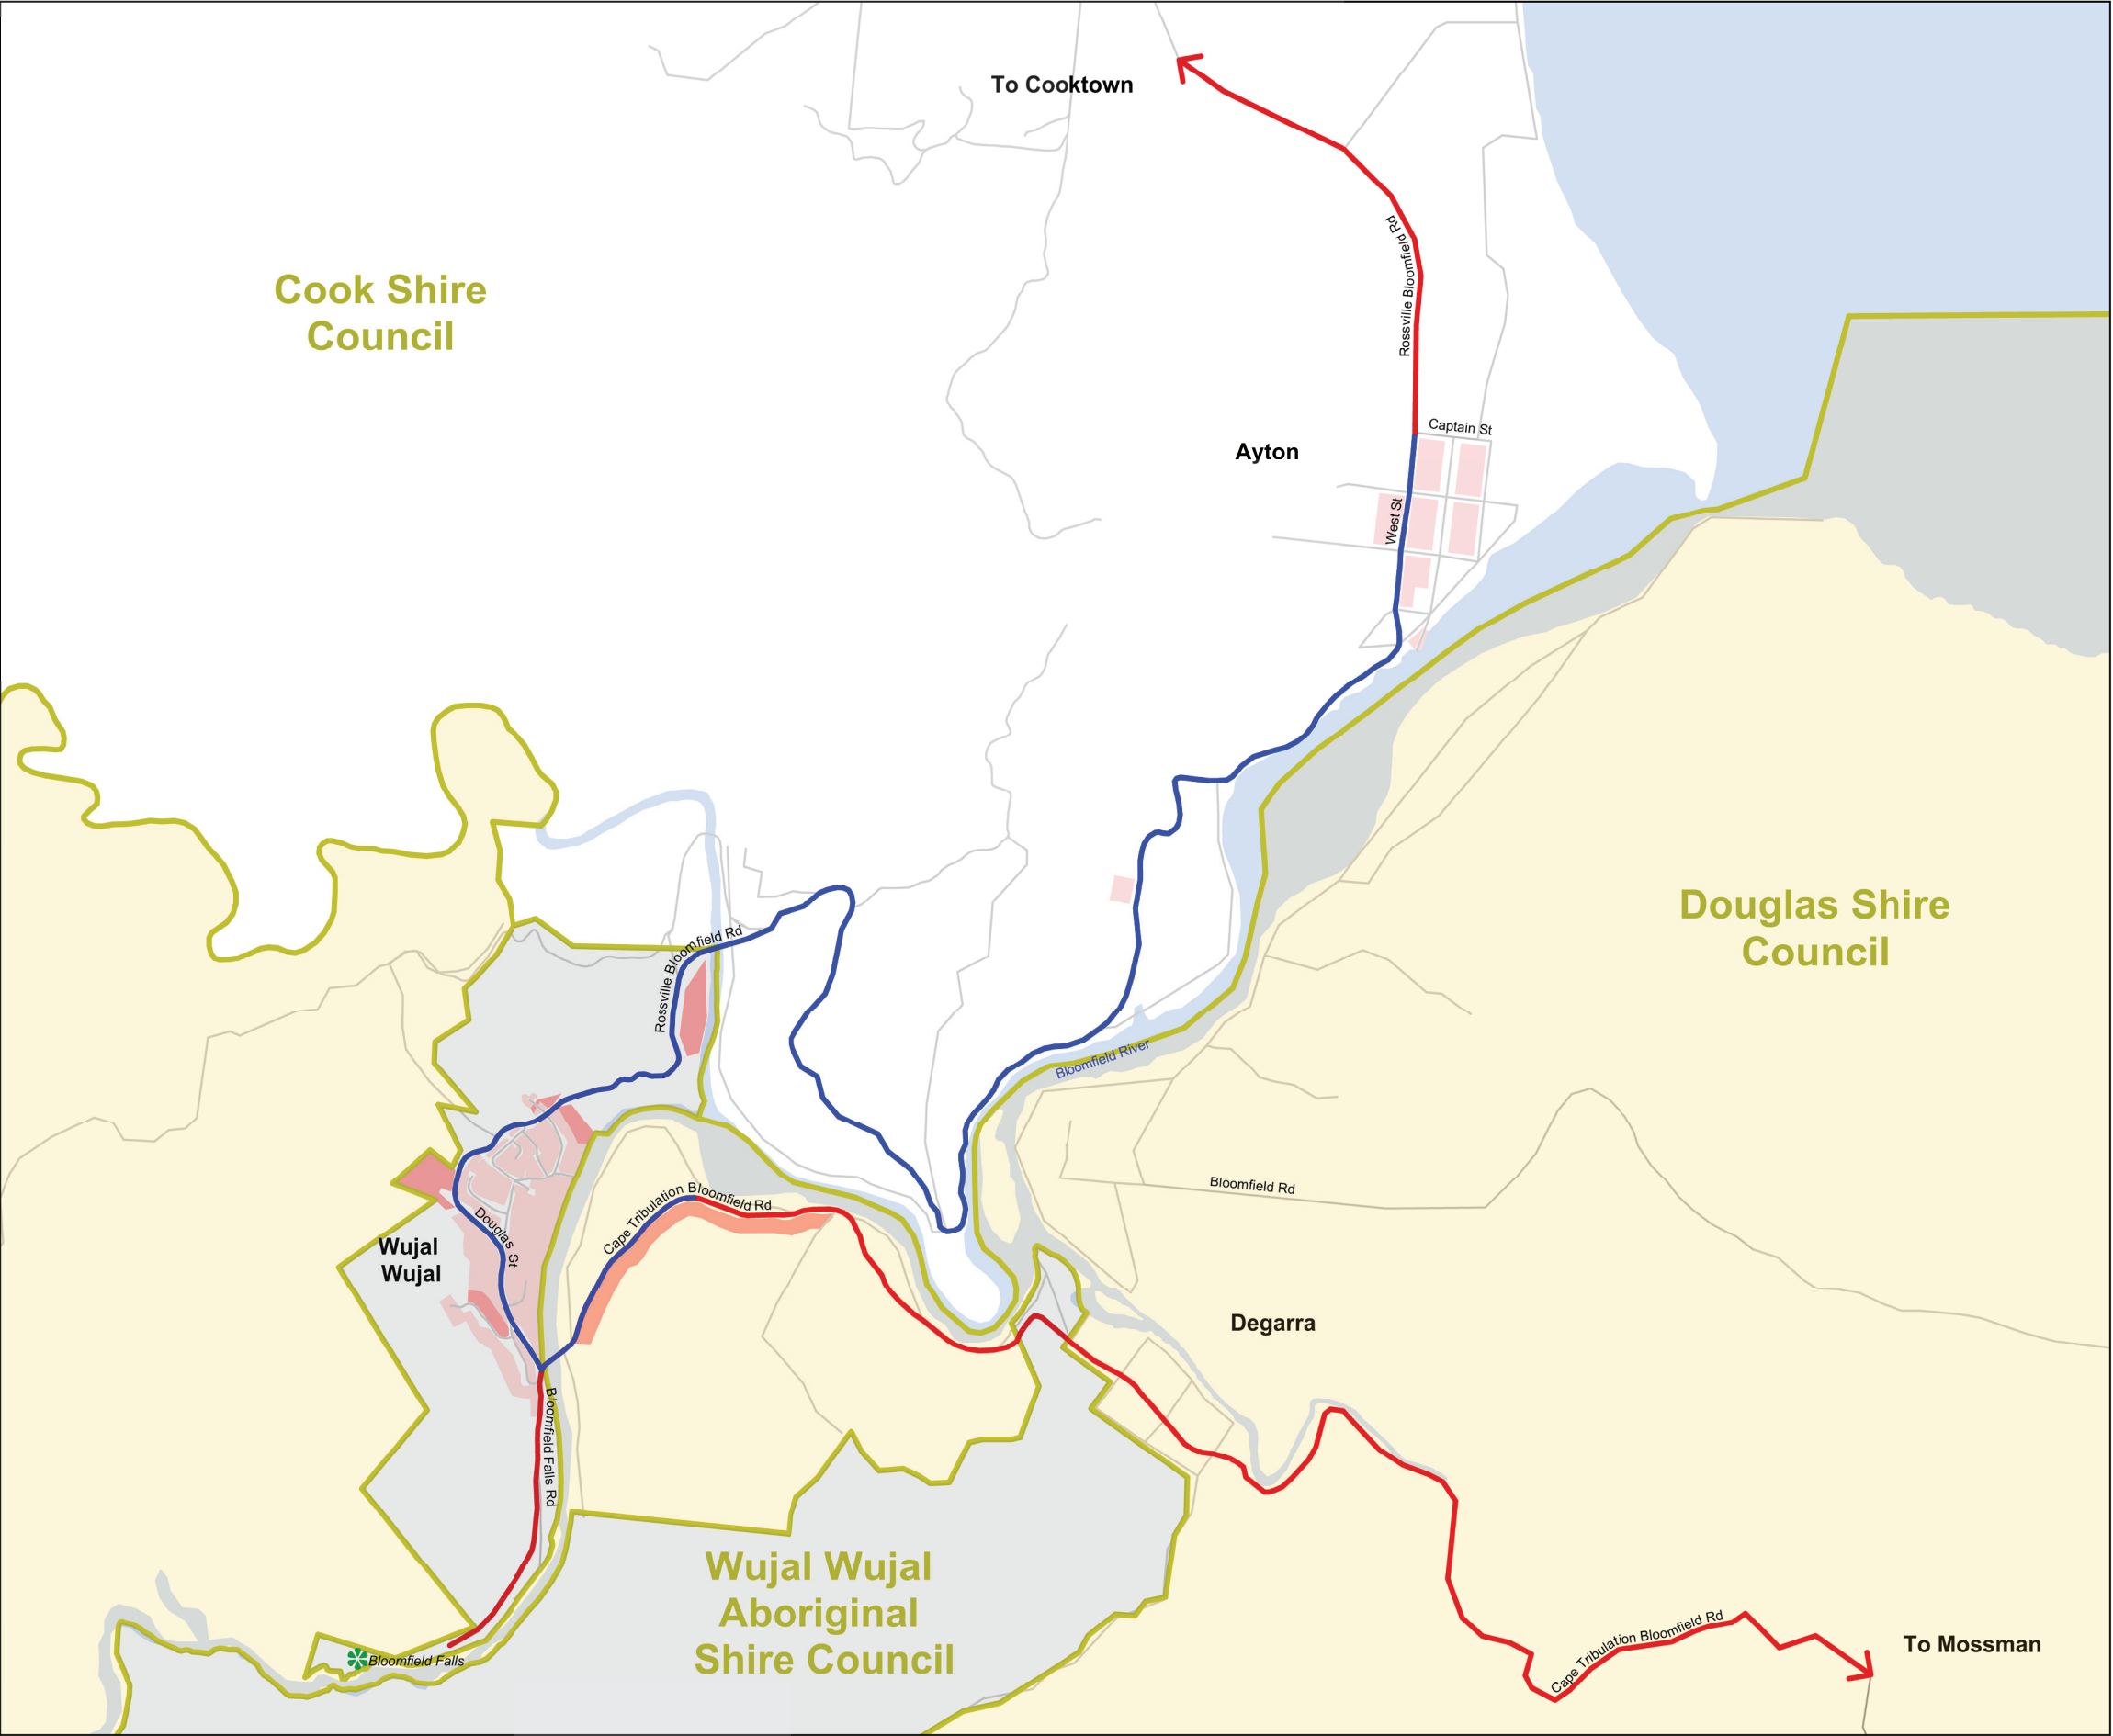 To Cooktown
Rossville Bloomfield Rd
Cook Shire
Council
Captain St
Ayton
West St
Douglas Shire
Council
Rossville Bloomfield Rd
Bloomfield River
Bloomfield Rd
Cape Tribulation Bloomfield Rd
Douglas St
Wujal
Wujal
Degarra
Bloomfield Falls Rd
Wujal Wujal
Aboriginal
Shire Council
Cape Tribulation Bloomfield Rd
To Mossman
Bloomfield Falls